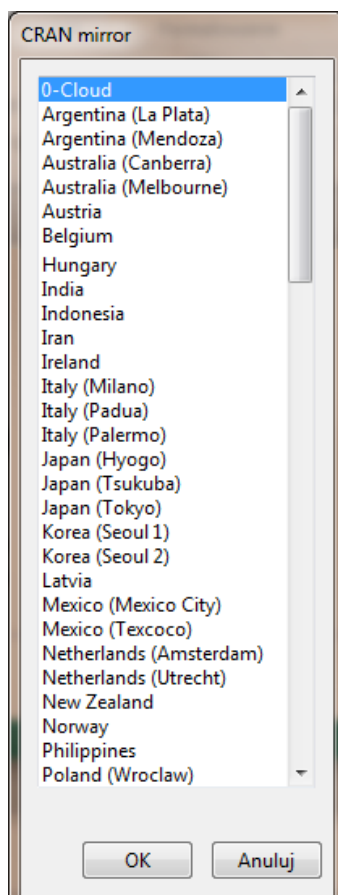 CRAN mirror
0-Cloud
Argentina (La Plata)
Argentina (Mendoza)
Australia (Canberra)
Australia (Melbourne)
Austria
Belgium
Hungary
India
Indonesia
Iran
Ireland
Italy (Milano)
Italy (Padua)
Italy (Palermo)
Japan (Hyogo)
Japan (Tsukuba)
Japan (Tokyo)
Korea (Seoul 1)
Korea (Seoul 2)
Latvia
Mexico (Mexico City)
Mexico (Texcoco)
Netherlands (Amsterdam)
Netherlands (Utrecht)
New Zealand
Norway
Philippines
Poland (Wroclaw)
OK Anuluj